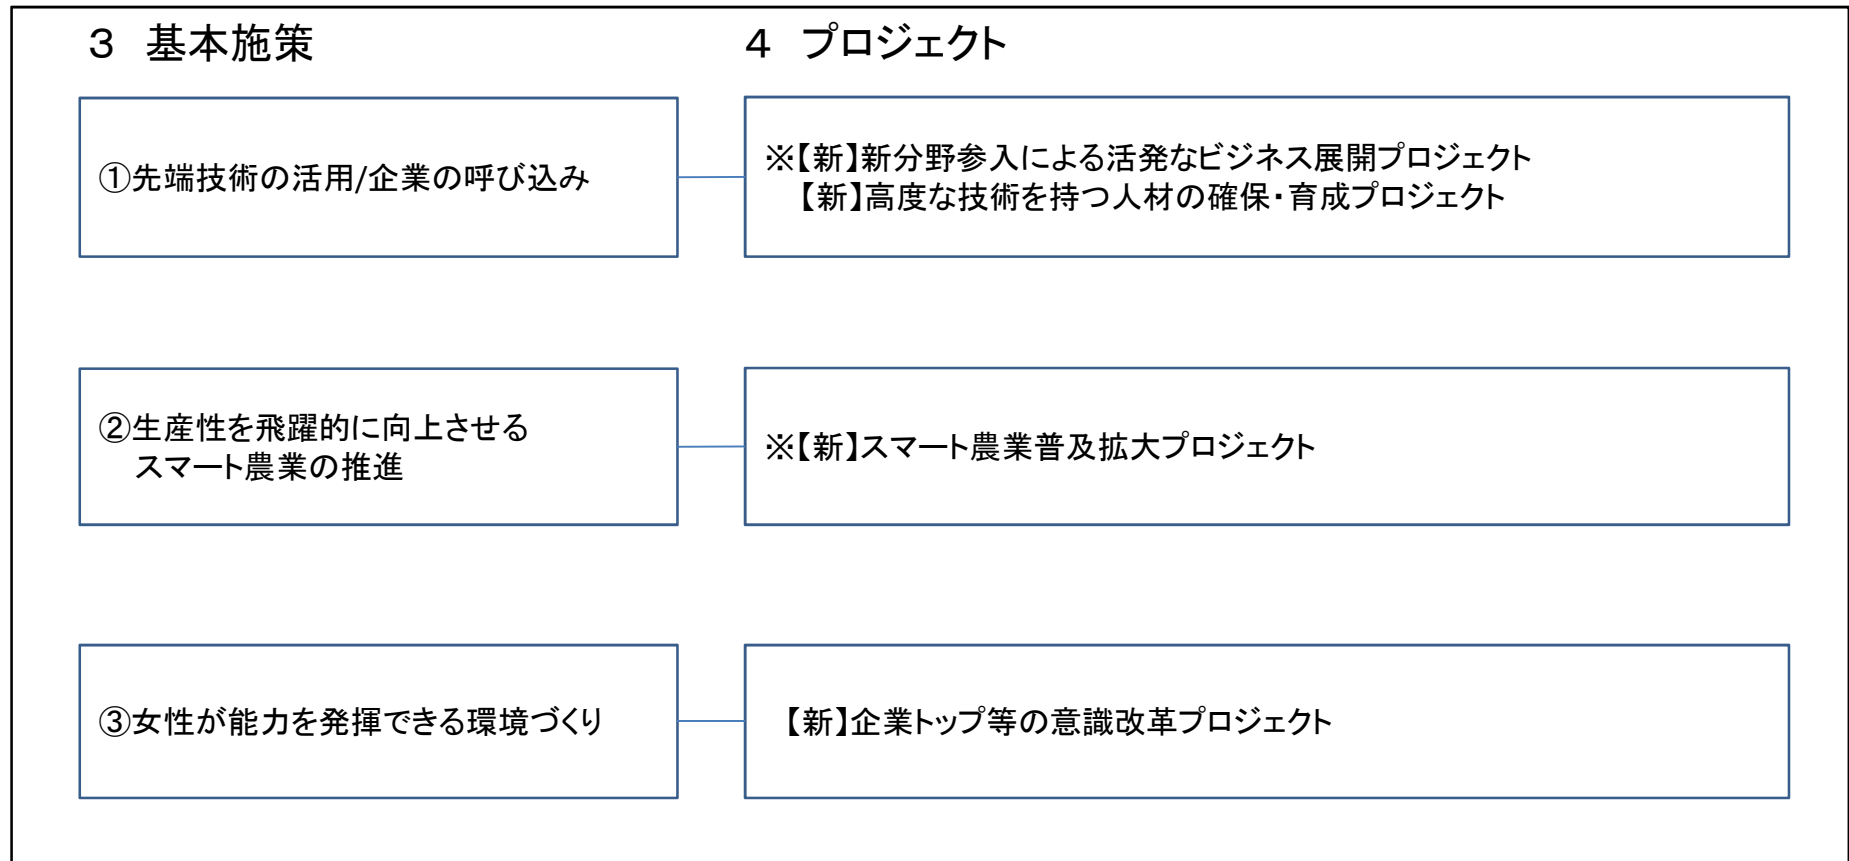 ３　基本施策
４　プロジェクト
①先端技術の活用/企業の呼び込み
※【新】新分野参入による活発なビジネス展開プロジェクト
【新】高度な技術を持つ人材の確保・育成プロジェクト
②生産性を飛躍的に向上させる
スマート農業の推進
※【新】スマート農業普及拡大プロジェクト
③女性が能力を発揮できる環境づくり
【新】企業トップ等の意識改革プロジェクト